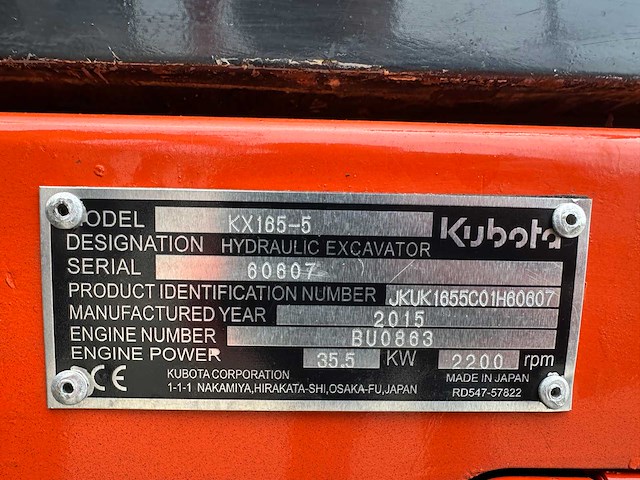 MODEL KX165-5 Kubota
DESIGNATION HYDRAULIC EXCAVATOR
SERIAL 60607
PRODUCT IDENTIFICATION NUMBER JKUK1655C01H60607
MANUFACTURED YEAR 2015
ENGINE NUMBER BU0863
ENGINE POWER 35.5 KW 2200 rpm
CE KUBOTA CORPORATION MADE IN JAPAN
1-1-1 NAKAMIYA,HIRAKATA-SHI,OSAKA-FU,JAPAN RD547-57822